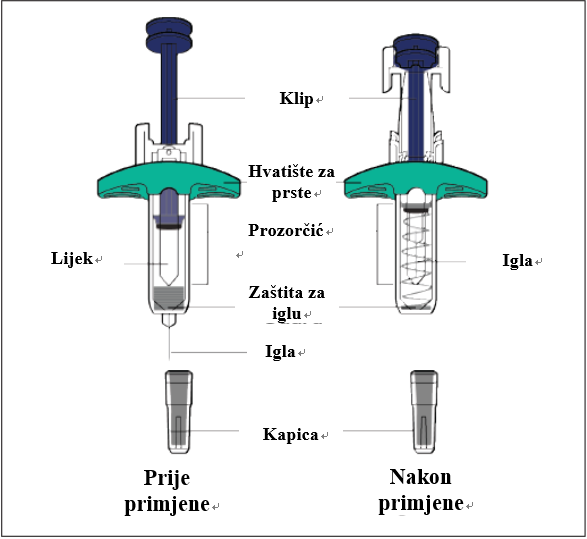 Klip
Hvatište za
prste
Prozorčić
Lijek
Igla
Zaštita za
iglu
Igla
Kapica
Prije
primjene
Nakon
primjene